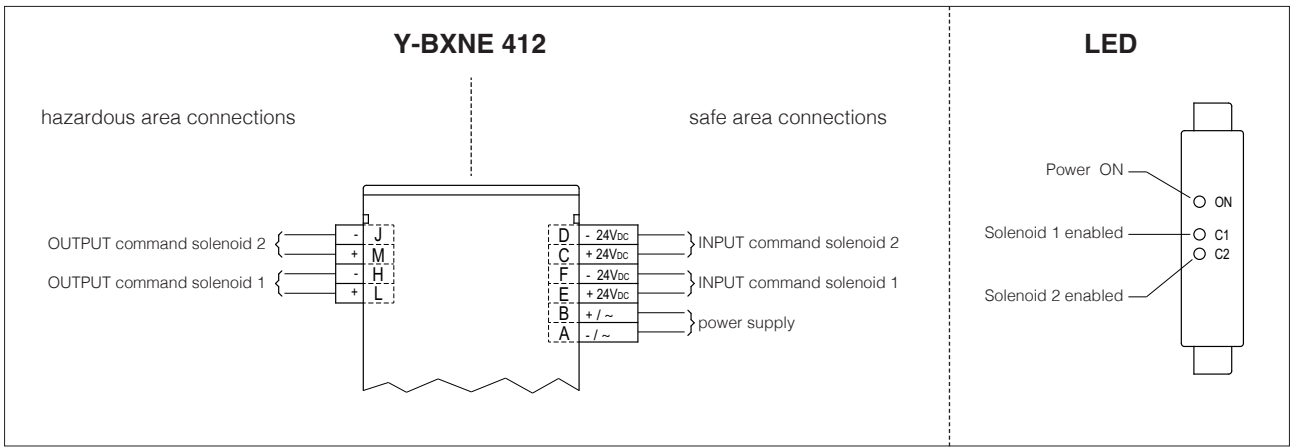 Y-BXNE 412
LED
hazardous area connections
safe area connections
OUTPUT command solenoid 2
- J
+ M
OUTPUT command solenoid 1
- H
+ L
D - 24VDC
C + 24VDC
INPUT command solenoid 2
F - 24VDC
E + 24VDC
INPUT command solenoid 1
B + / ~
A - / ~
power supply
Power ON
ON
Solenoid 1 enabled
C1
C2
Solenoid 2 enabled